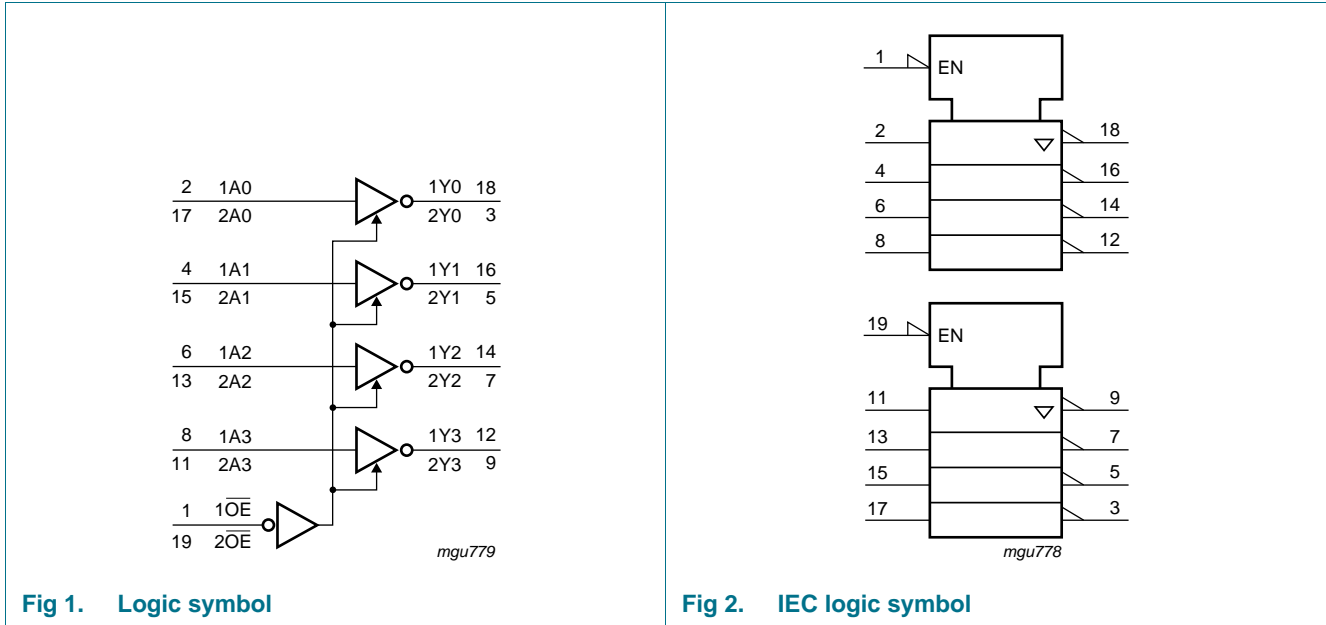 2 1A0 1Y0 18
17 2A0 2Y0 3
4 1A1 1Y1 16
15 2A1 2Y1 5
6 1A2 1Y2 14
13 2A2 2Y2 7
8 1A3 1Y3 12
11 2A3 2Y3 9
1 1O̅E̅
19 2O̅E̅
mgu779
Fig 1. Logic symbol
1 EN
2 18
4 16
6 14
8 12
19 EN
11 9
13 7
15 5
17 3
mgu778
Fig 2. IEC logic symbol